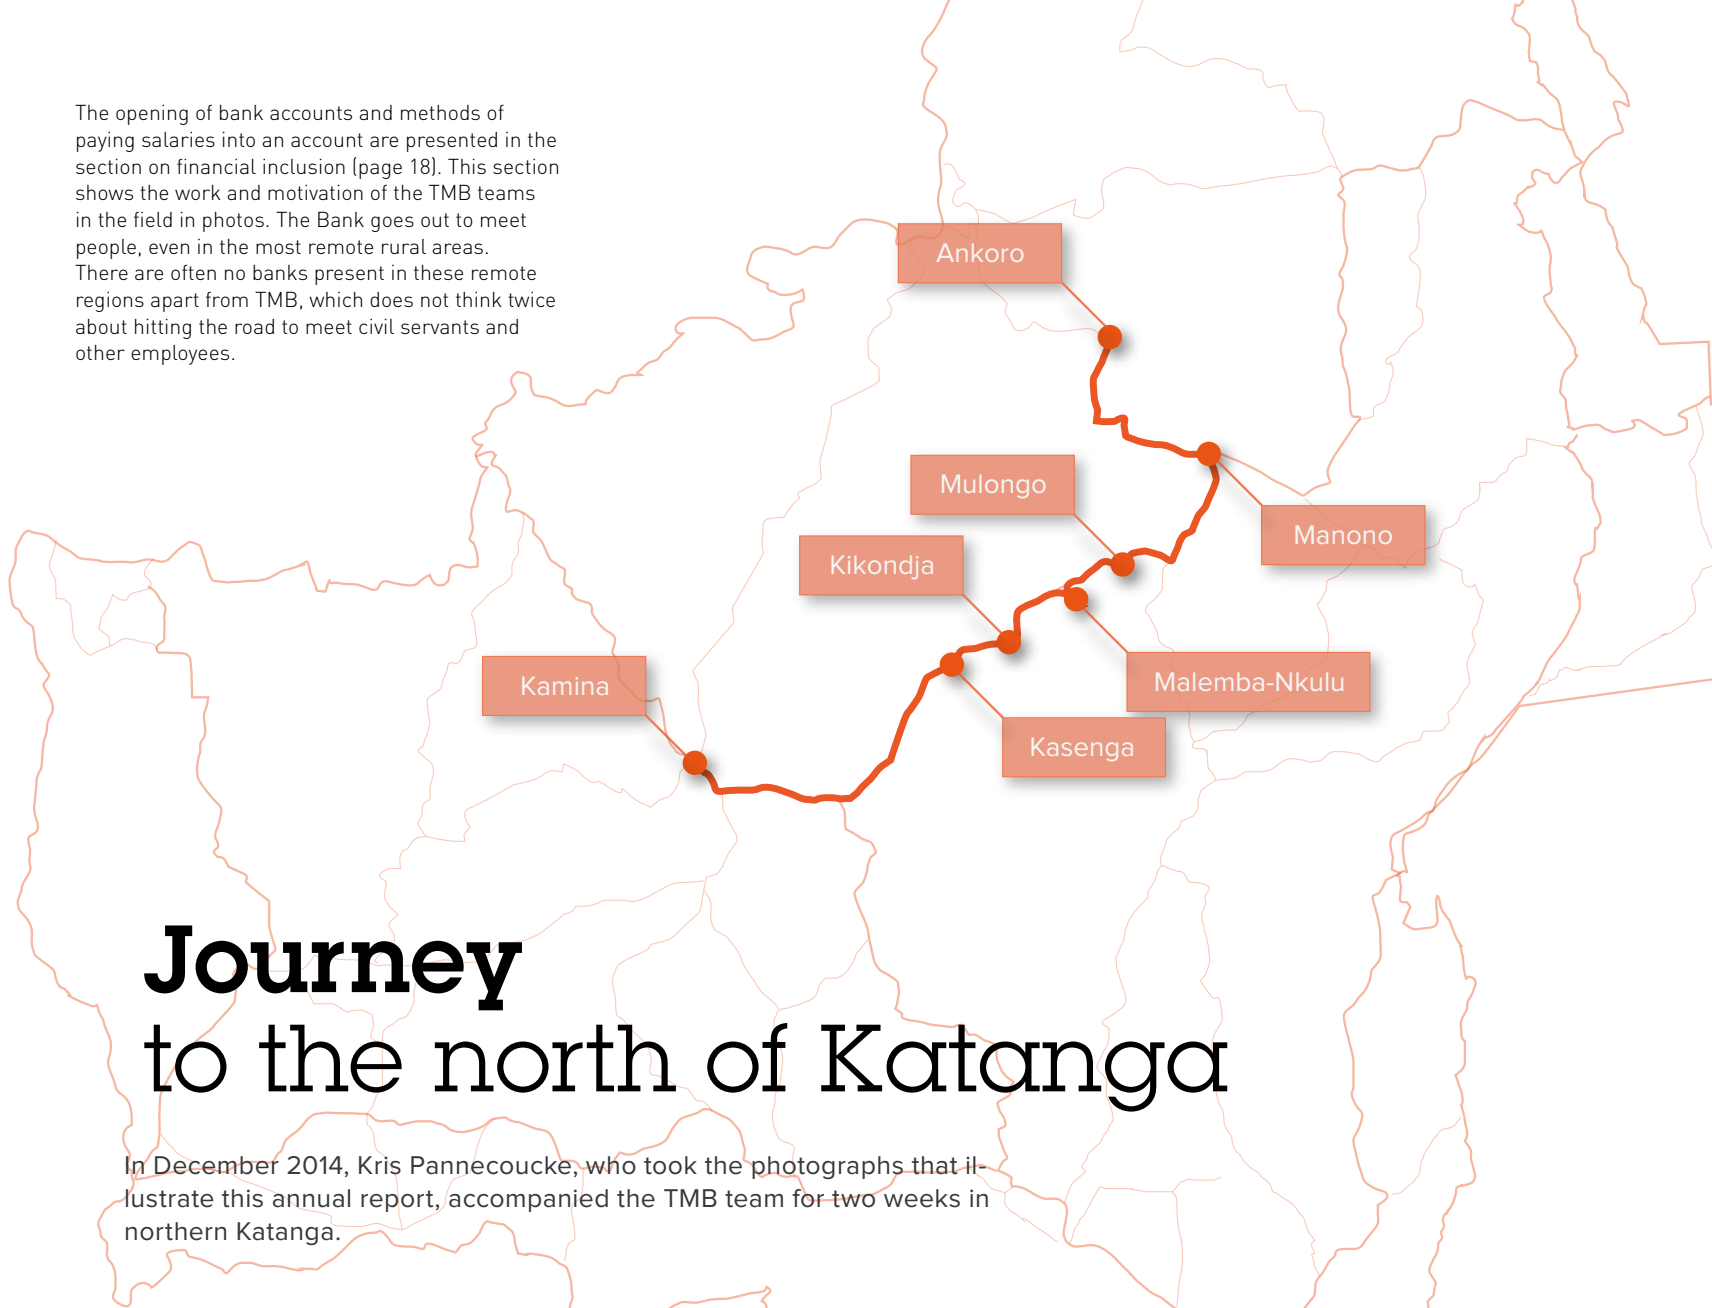 The opening of bank accounts and methods of
paying salaries into an account are presented in the
section on financial inclusion (page 18). This section
shows the work and motivation of the TMB teams
in the field in photos. The Bank goes out to meet
people, even in the most remote rural areas.
There are often no banks present in these remote
regions apart from TMB, which does not think twice
about hitting the road to meet civil servants and
other employees.
Ankoro
Mulongo
Manono
Kikondja
Kamina
Malemba-Nkulu
Kasenga
Journey
to the north of Katanga
In December 2014, Kris Pannecoucke, who took the photographs that il-
lustrate this annual report, accompanied the TMB team for two weeks in
northern Katanga.